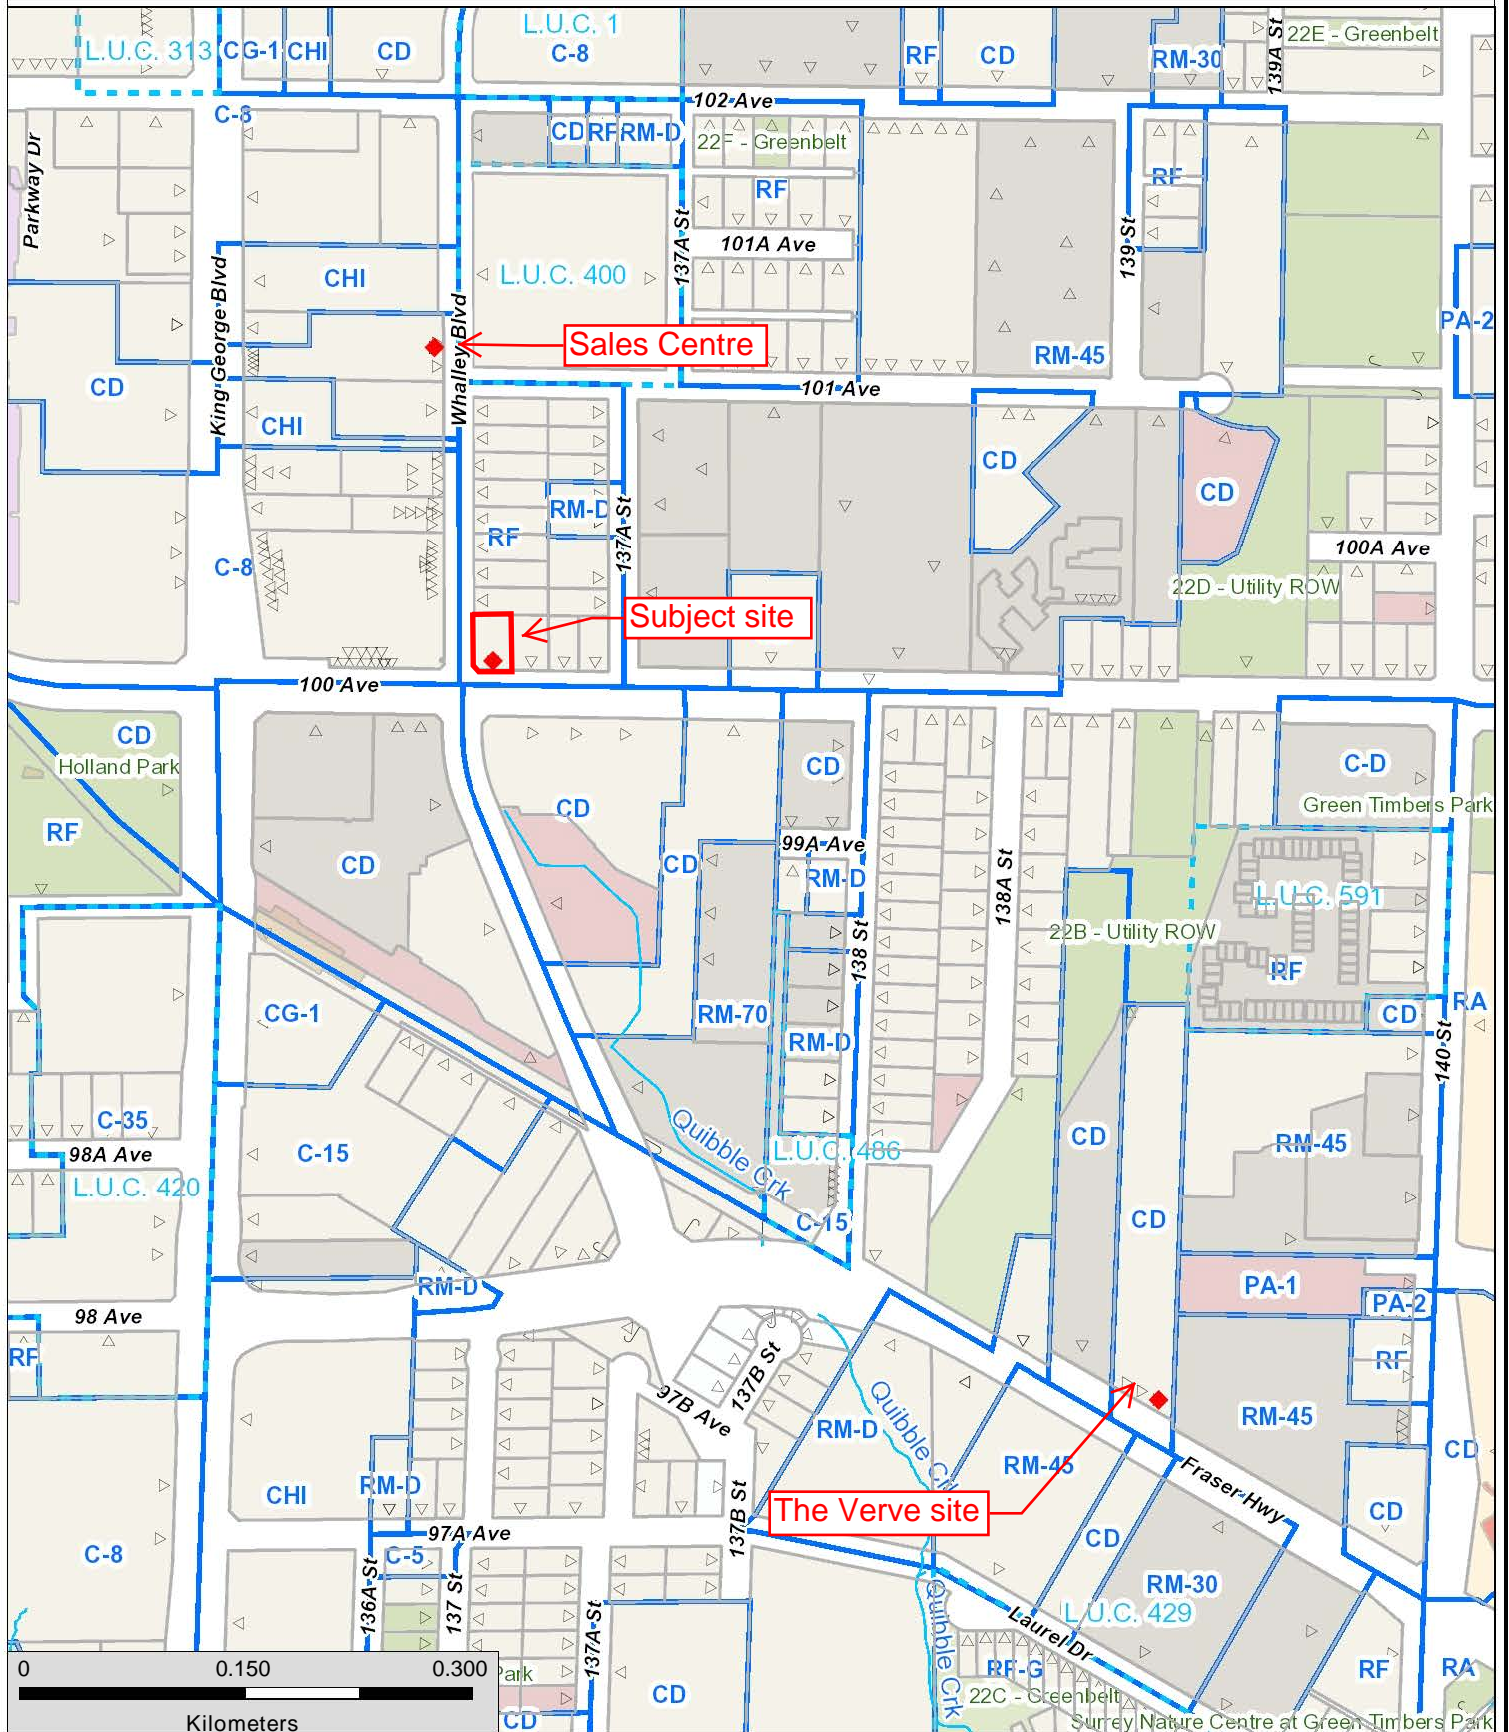 L.U.C. 313
CG-1
CHI
CD
L.U.C. 1
C-8
RF
CD
RM-30
139A St
22E - Greenbelt
C-8
102 Ave
CD
RF
RM-D
22F - Greenbelt
RF
RF
Parkway Dr
King George Blvd
Whalley Blvd
137A St
101A Ave
139 St
CHI
L.U.C. 400
PA-2
Sales Centre
RM-45
CD
101 Ave
CHI
CD
CD
RM-D
RF
137A St
100A Ave
C-8
22D - Utility ROW
Subject site
100 Ave
CD
Holland Park
RF
CD
CD
CD
C-D
Green Timbers Park
99A Ave
CD
RM-D
138A St
L.U.C. 591
22B - Utility ROW
138 St
RF
CG-1
RM-70
RM-D
CD
RA
140 St
C-35
98A Ave
C-15
Quibble Crk
L.U.C. 486
CD
RM-45
L.U.C. 420
C-15
CD
RM-D
PA-1
PA-2
98 Ave
RF
137B St
RF
97B Ave
Quibble Crk
RM-D
RM-45
RM-45
CD
CHI
RM-D
The Verve site
Fraser Hwy
CD
97A Ave
137B St
C-8
C-5
CD
136A St
137 St
137A St
RM-30
L.U.C. 429
Quibble Crk
Laurel Dr
0 0.150 0.300
Kilometers
Park
CD
CD
RF-G
22C - Greenbelt
RF
RA
Surrey Nature Centre at Green Timbers Park